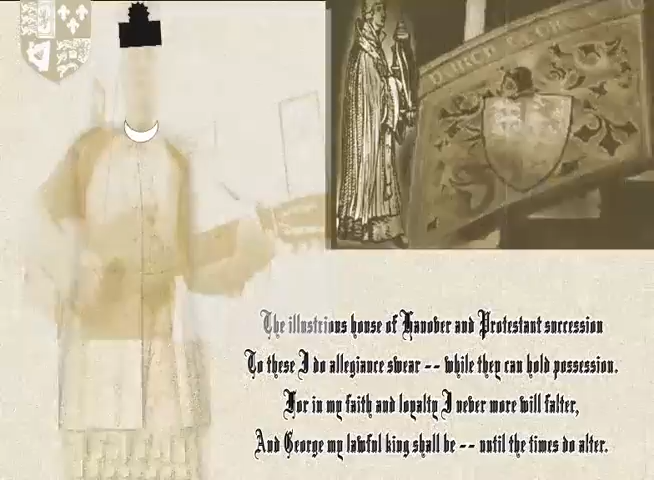 The illustrious house of Hanover and Protestant succession
To these I do allegiance swear -- while they can hold possession.
For in my faith and loyalty I never more will falter,
And George my lawful king shall be -- until the times do alter.